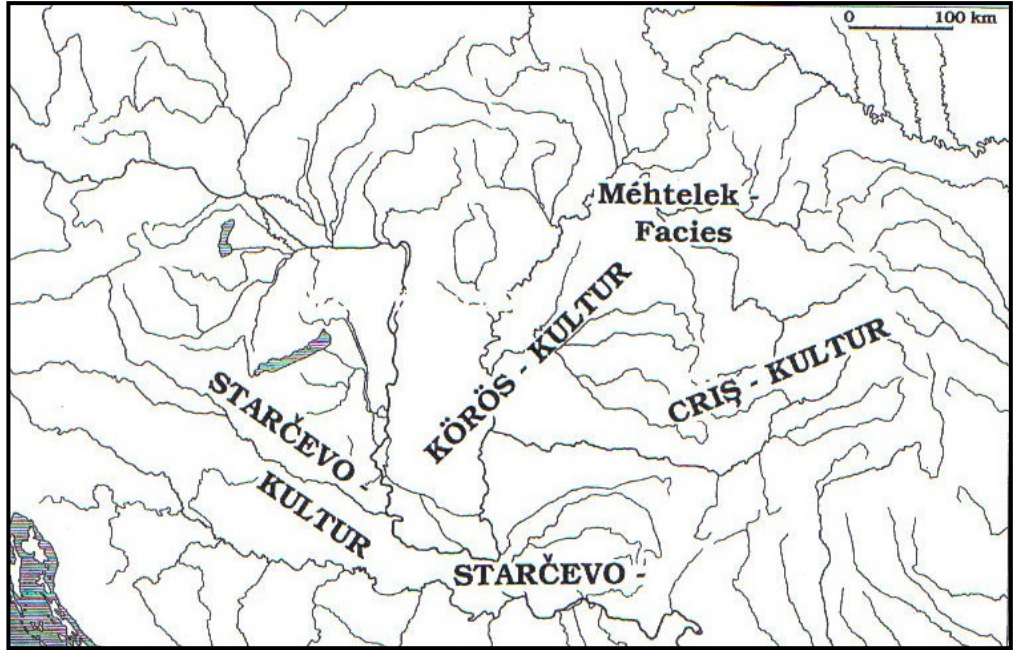 0 100 km
Méhtelek -
Facies
KÖRÖS - KULTUR
CRIŞ - KULTUR
STARČEVO -
KULTUR
STARČEVO -